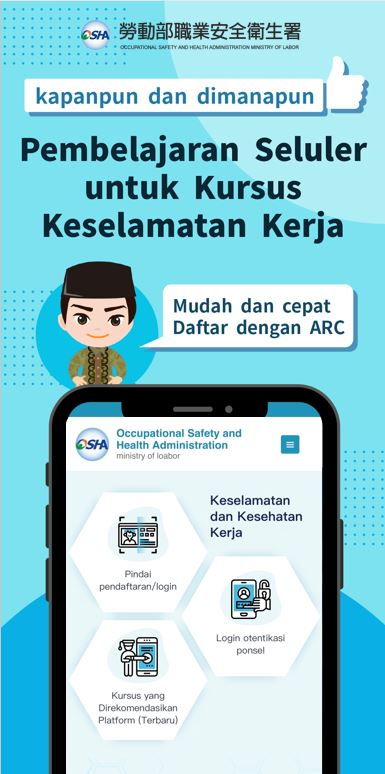 OSHA 勞動部職業安全衛生署
OCCUPATIONAL SAFETY AND HEALTH ADMINISTRATION MINISTRY OF LABOR
kapanpun dan dimanapun
Pembelajaran Seluler
untuk Kursus
Keselamatan Kerja
Mudah dan cepat
Daftar dengan ARC
OSHA
Occupational Safety and
Health Administration
ministry of loabor
Keselamatan
dan Kesehatan
Kerja
Pindai
pendaftaran/login
Login otentikasi
ponsel
Kursus yang
Direkomendasikan
Platform (Terbaru)